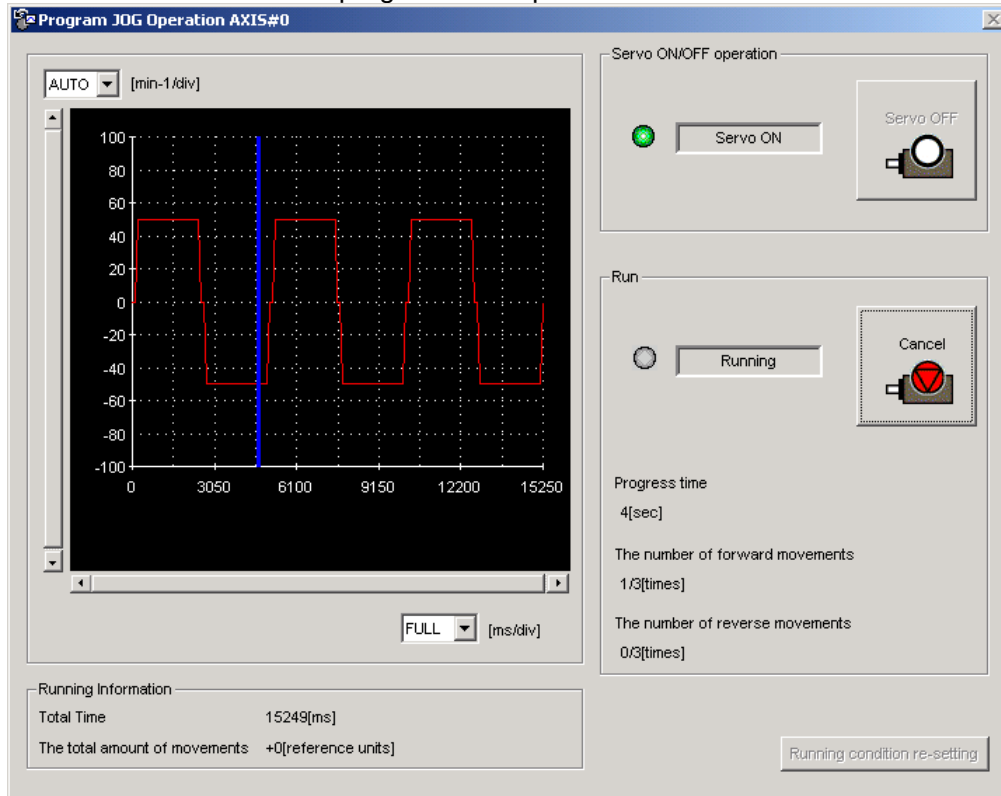 Program JOG Operation AXIS#0
AUTO [min-1/div]
100
80
60
40
20
0
-20
-40
-60
-80
-100
0 3050 6100 9150 12200 15250
FULL [ms/div]
Running Information
Total Time 15249[ms]
The total amount of movements +0[reference units]
Servo ON/OFF operation
Servo ON
Servo OFF
Run
Running
Cancel
Progress time
4[sec]
The number of forward movements
1/3[times]
The number of reverse movements
0/3[times]
Running condition re-setting